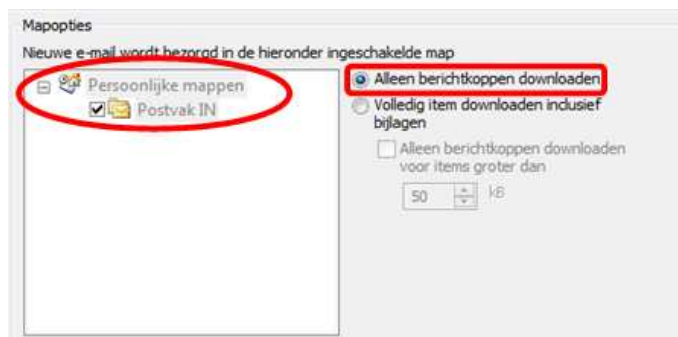 Mapopties
Nieuwe e-mail wordt bezorgd in de hieronder ingeschakelde map
Persoonlijke mappen
Postvak IN
Alleen berichtkoppen downloaden
Volledig item downloaden inclusief
bijlagen
Alleen berichtkoppen downloaden
voor items groter dan
50 kB